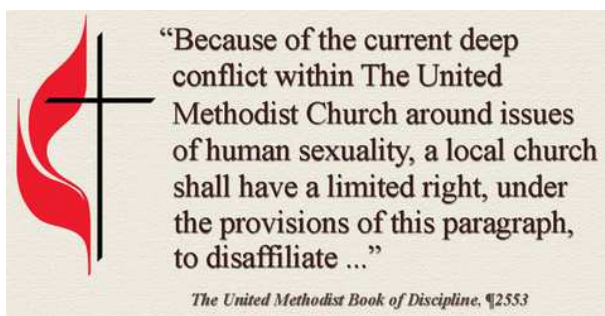 “Because of the current deep
conflict within The United
Methodist Church around issues
of human sexuality, a local church
shall have a limited right, under
the provisions of this paragraph,
to disaffiliate ...”
The United Methodist Book of Discipline, ¶2553